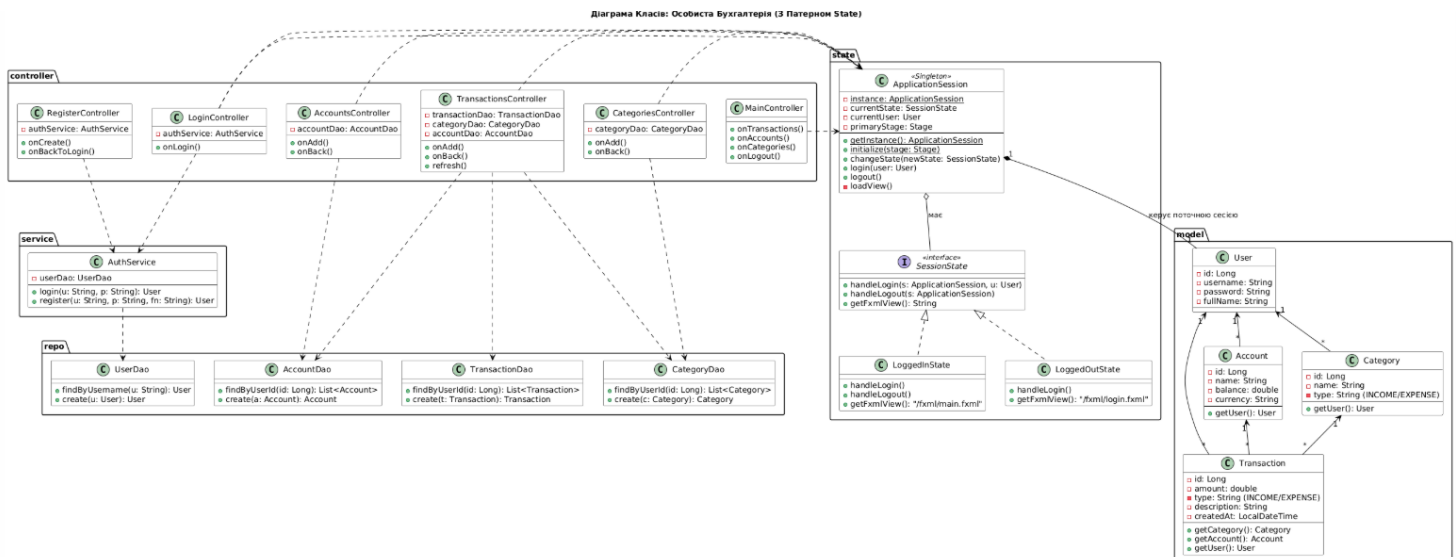 Діаграма Класів: Особиста Бухгалтерія (З Патерном State)
controller
C RegisterController
authService: AuthService
onCreate()
onBackToLogin()
C LoginController
authService: AuthService
onLogin()
C AccountsController
accountDao: AccountDao
onAdd()
onBack()
C TransactionsController
transactionDao: TransactionDao
categoryDao: CategoryDao
accountDao: AccountDao
onAdd()
onBack()
refresh()
C CategoriesController
categoryDao: CategoryDao
onAdd()
onBack()
C MainController
onTransactions()
onAccounts()
onCategories()
onLogout()
state
«Singleton»
C ApplicationSession
instance: ApplicationSession
currentState: SessionState
currentUser: User
primaryStage: Stage
getInstance(): ApplicationSession
initialize(stage: Stage)
changeState(newState: SessionState)
login(user: User)
logout()
loadView()
1
має
керує поточною сесією
«interface»
I SessionState
handleLogin(s: ApplicationSession, u: User)
handleLogout(s: ApplicationSession)
getFxmlView(): String
C LoggedInState
handleLogin()
handleLogout()
getFxmlView(): "/fxml/main.fxml"
C LoggedOutState
handleLogin()
getFxmlView(): "/fxml/login.fxml"
service
C AuthService
userDao: UserDao
login(u: String, p: String): User
register(u: String, p: String, fn: String): User
repo
C UserDao
findByUsername(u: String): User
create(u: User): User
C AccountDao
findByUserId(id: Long): List<Account>
create(a: Account): Account
C TransactionDao
findByUserId(id: Long): List<Transaction>
create(t: Transaction): Transaction
C CategoryDao
findByUserId(id: Long): List<Category>
create(c: Category): Category
model
C User
id: Long
username: String
password: String
fullName: String
1
1
1
*
*
C Account
id: Long
name: String
balance: double
currency: String
getUser(): User
C Category
id: Long
name: String
type: String (INCOME/EXPENSE)
getUser(): User
1
1
*
*
*
C Transaction
id: Long
amount: double
type: String (INCOME/EXPENSE)
description: String
createdAt: LocalDateTime
getCategory(): Category
getAccount(): Account
getUser(): User